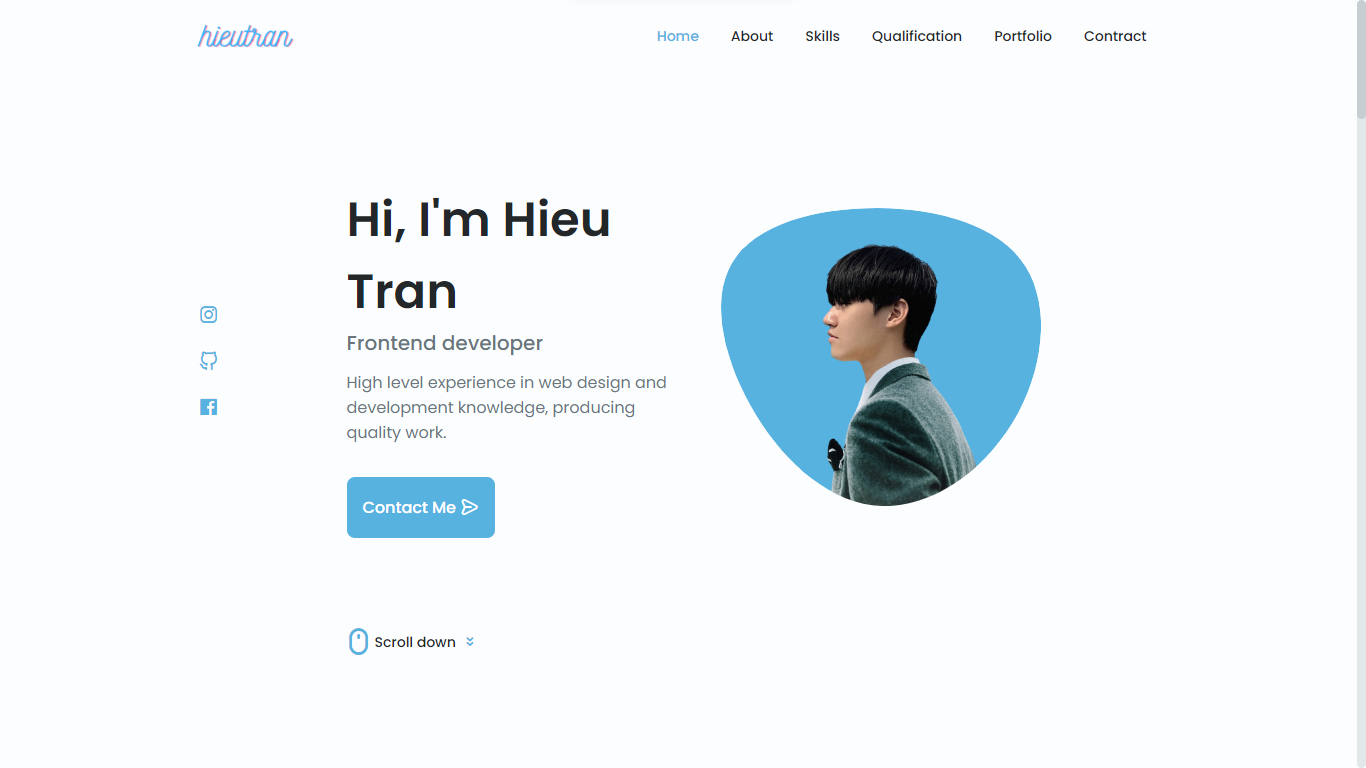 hieutran
Home About Skills Qualification Portfolio Contract
Hi, I'm Hieu
Tran
Frontend developer
High level experience in web design and
development knowledge, producing
quality work.
Contact Me
Scroll down